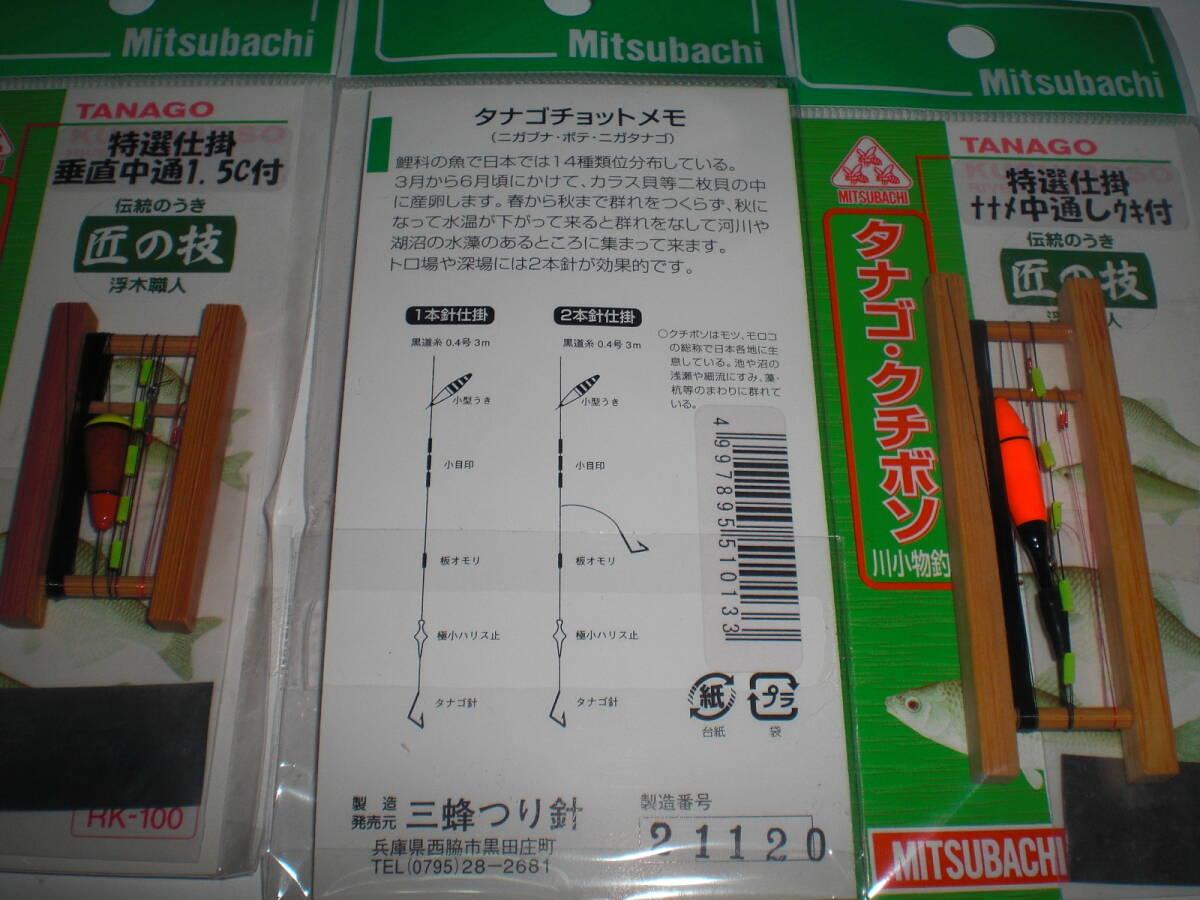 Mitsubachi
TANAGO
特選仕掛
垂直中通1.5C付
伝統のうき
匠の技
浮木職人
RK-100
Mitsubachi
タナゴチョットメモ
(ニガブナ・ボテ・ニガタナゴ)
鯉科の魚で日本では14種類位分布している。
3月から6月頃にかけて、カラス貝等二枚貝の中
に産卵します。春から秋まで群れをつくらず、秋に
なって水温が下がって来ると群れをなして河川や
湖沼の水藻のあるところに集まって来ます。
トロ場や深場には2本針が効果的です。
1本針仕掛
黒道糸 0.4号 3m
小型うき
小目印
板オモリ
極小ハリス止
タナゴ針
2本針仕掛
黒道糸 0.4号 3m
小型うき
小目印
板オモリ
極小ハリス止
タナゴ針
○クチボソはモツ、モロコ
の総称で日本各地に生
息している。池や沼の
浅瀬や細流にすみ、藻・
杭等のまわりに群れて
いる。
4997895510133
紙
台紙
プラ
袋
製造
発売元
三蜂つり針
兵庫県西脇市黒田庄町
TEL(0795)28-2681
製造番号
21120
Mitsubachi
MITSUBACHI
TANAGO
特選仕掛
ナナメ中通しウキ付
伝統のうき
匠の技
タナゴ・クチボソ
川小物釣
MITSUBACHI